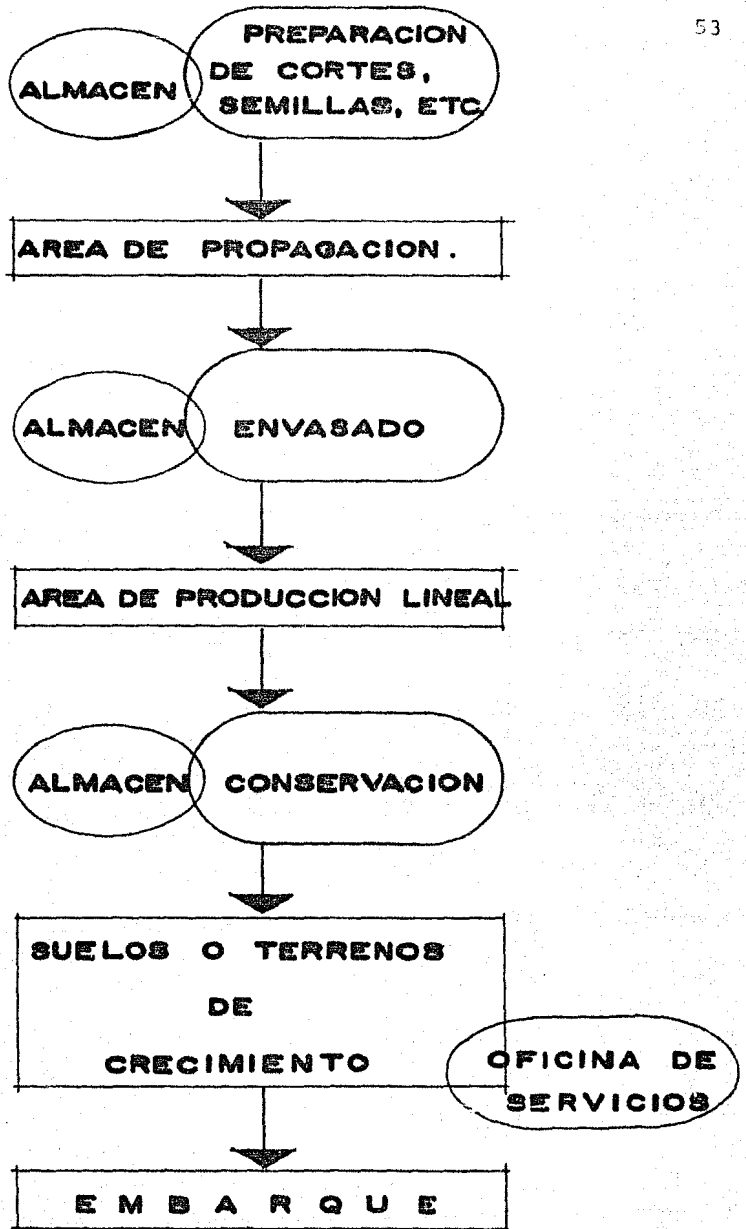 53
PREPARACION
DE CORTES,
SEMILLAS, ETC
ALMACEN
AREA DE PROPAGACION.
ALMACEN
ENVASADO
AREA DE PRODUCCION LINEAL
ALMACEN
CONSERVACION
SUELOS O TERRENOS
DE
CRECIMIENTO
OFICINA DE
SERVICIOS
EMBARQUE